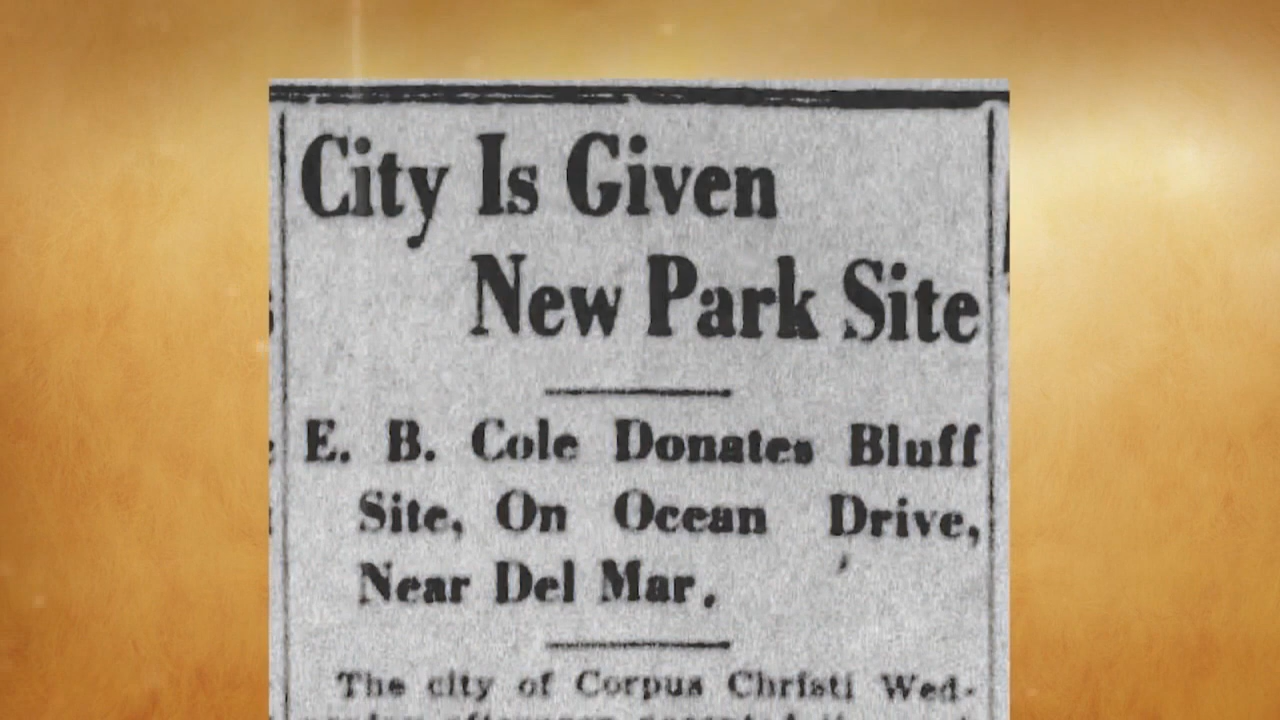 City Is Given
New Park Site
E. B. Cole Donates Bluff
Site, On Ocean Drive,
Near Del Mar.
The city of Corpus Christi Wed-